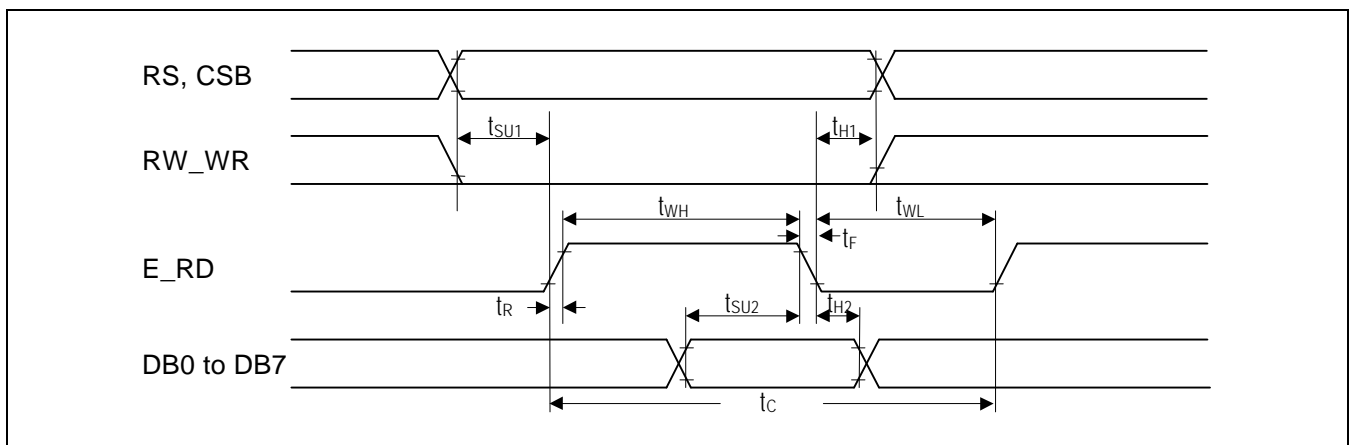 RS, CSB
tSU1
tH1
RW_WR
tWH
tWL
tF
E_RD
tR
tSU2
tH2
DB0 to DB7
tC